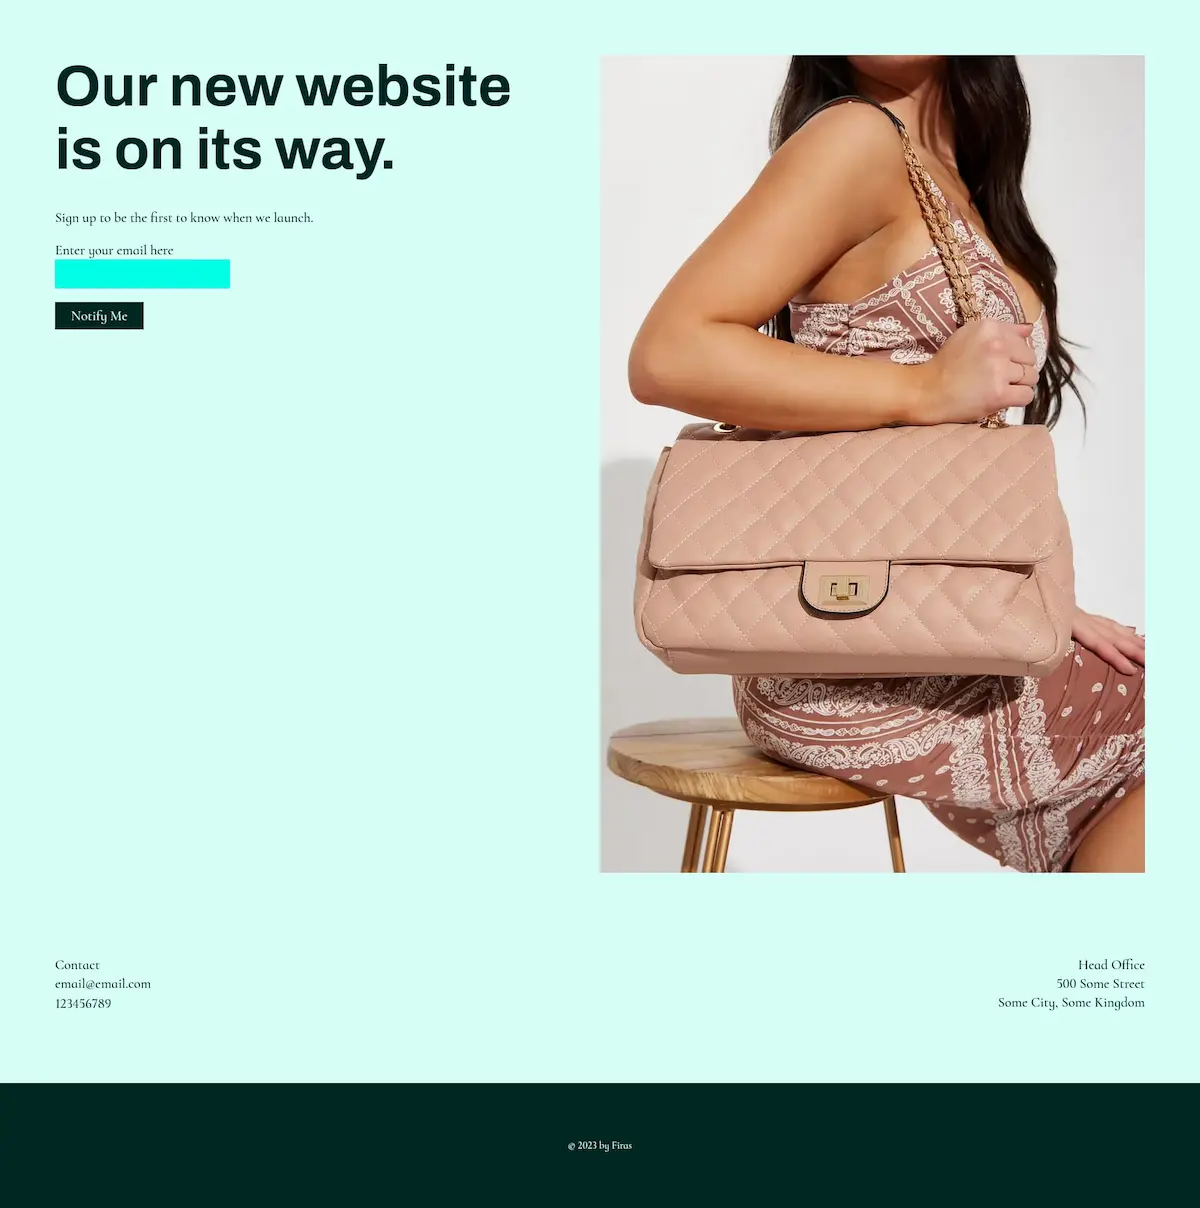 Our new website
is on its way.
Sign up to be the first to know when we launch.
Enter your email here
Notify Me
Contact
email@email.com
123456789
Head Office
500 Some Street
Some City, Some Kingdom
© 2023 by Firas